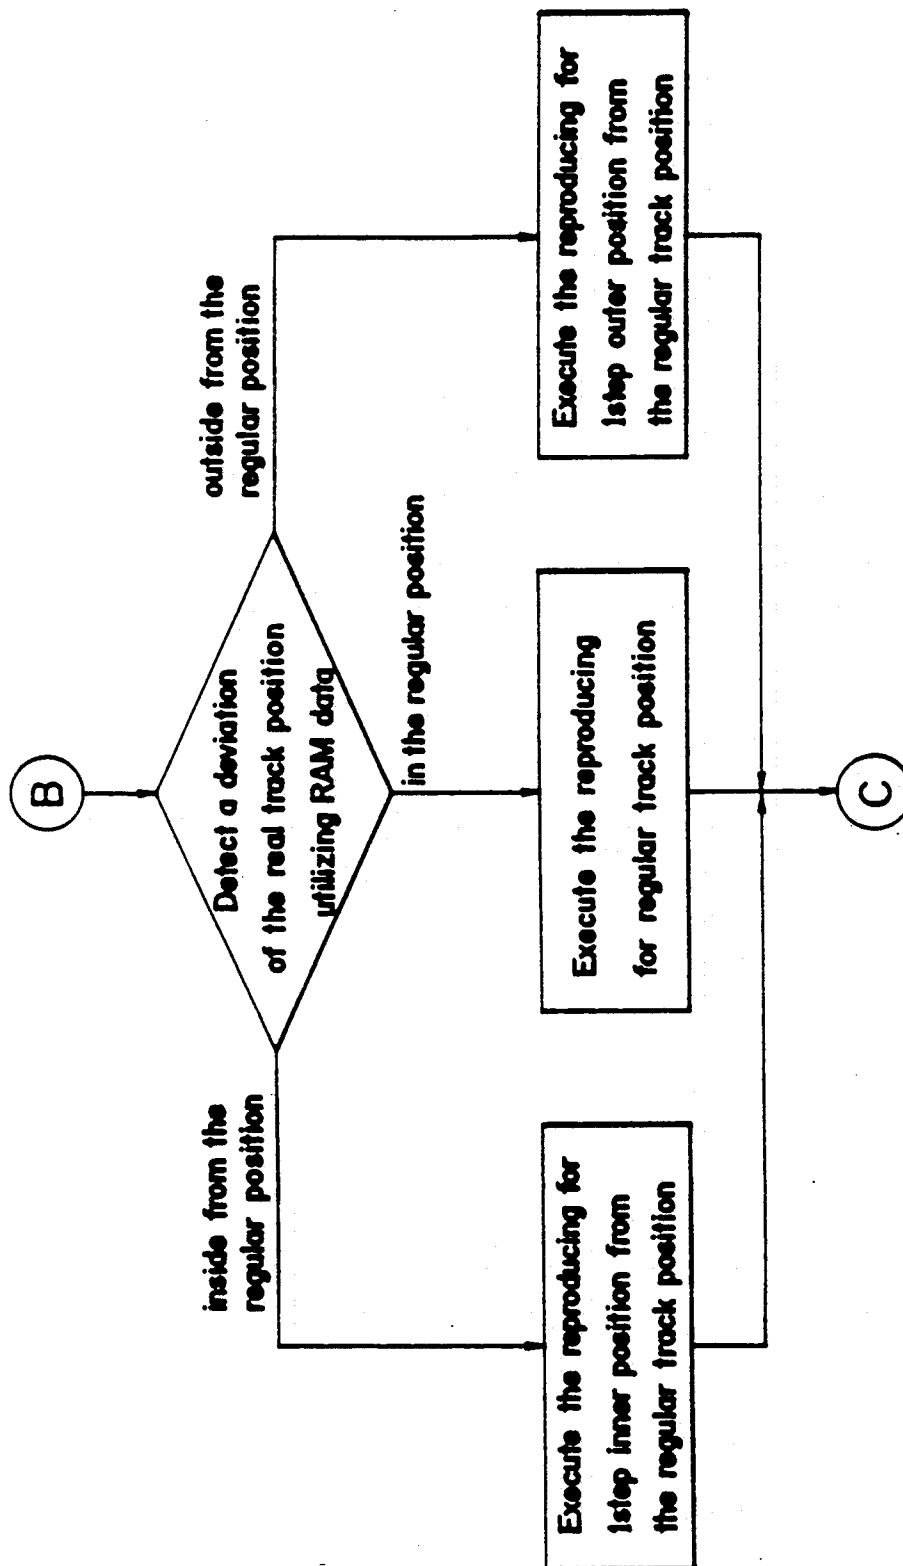 B
Detect a deviation
of the real track position
utilizing RAM data
inside from the
regular position
in the regular position
outside from the
regular position
Execute the reproducing for
1step inner position from
the regular track position
Execute the reproducing
for regular track position
Execute the reproducing for
1step outer position from
the regular track position
C